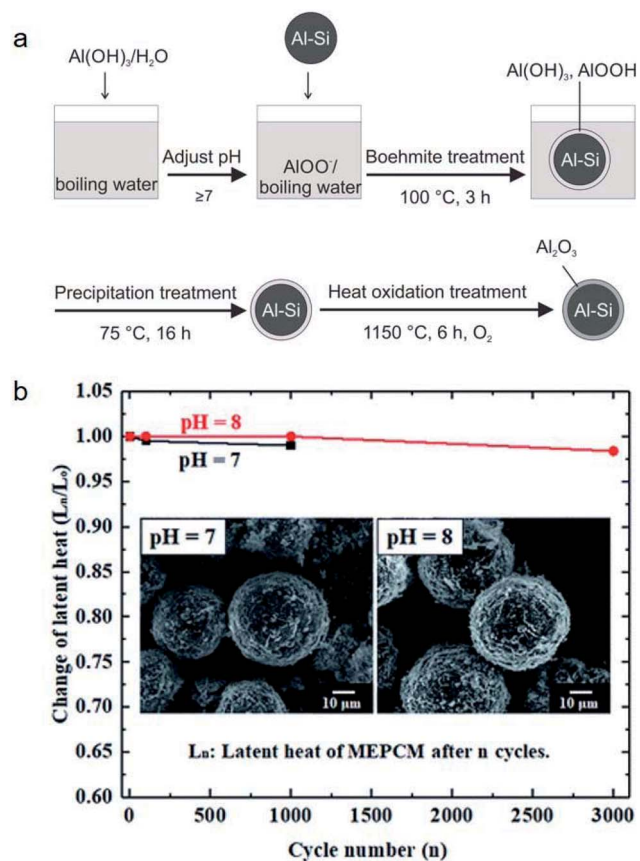 a
Al(OH)₃/H₂O
boiling water
Adjust pH
≥7
Al-Si
AlOO⁻/
boiling water
Boehmite treatment
100 °C, 3 h
Al(OH)₃, AlOOH
Al-Si
Precipitation treatment
75 °C, 16 h
Al-Si
Heat oxidation treatment
1150 °C, 6 h, O₂
Al₂O₃
Al-Si
b
Change of latent heat (Lₙ/Lₒ)
1.05
1.00
0.95
0.90
0.85
0.80
0.75
0.70
0.65
0.60
pH = 8
pH = 7
pH = 7
10 μm
pH = 8
10 μm
Lₙ: Latent heat of MEPCM after n cycles.
0 500 1000 1500 2000 2500 3000
Cycle number (n)